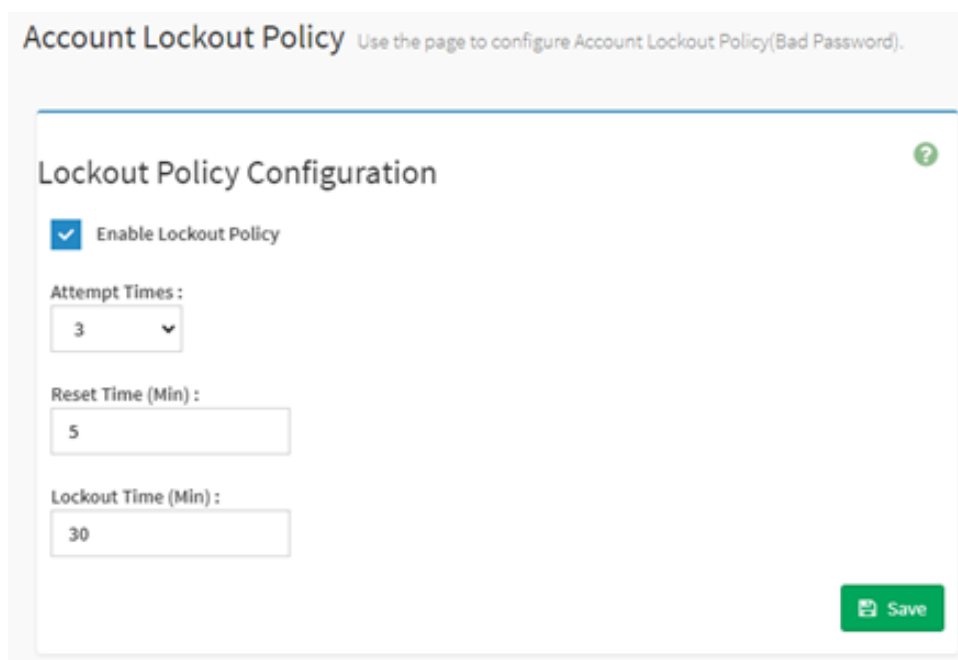 Account Lockout Policy Use the page to configure Account Lockout Policy(Bad Password).
Lockout Policy Configuration
?
Enable Lockout Policy
Attempt Times :
3
Reset Time (Min) :
5
Lockout Time (Min) :
30
Save